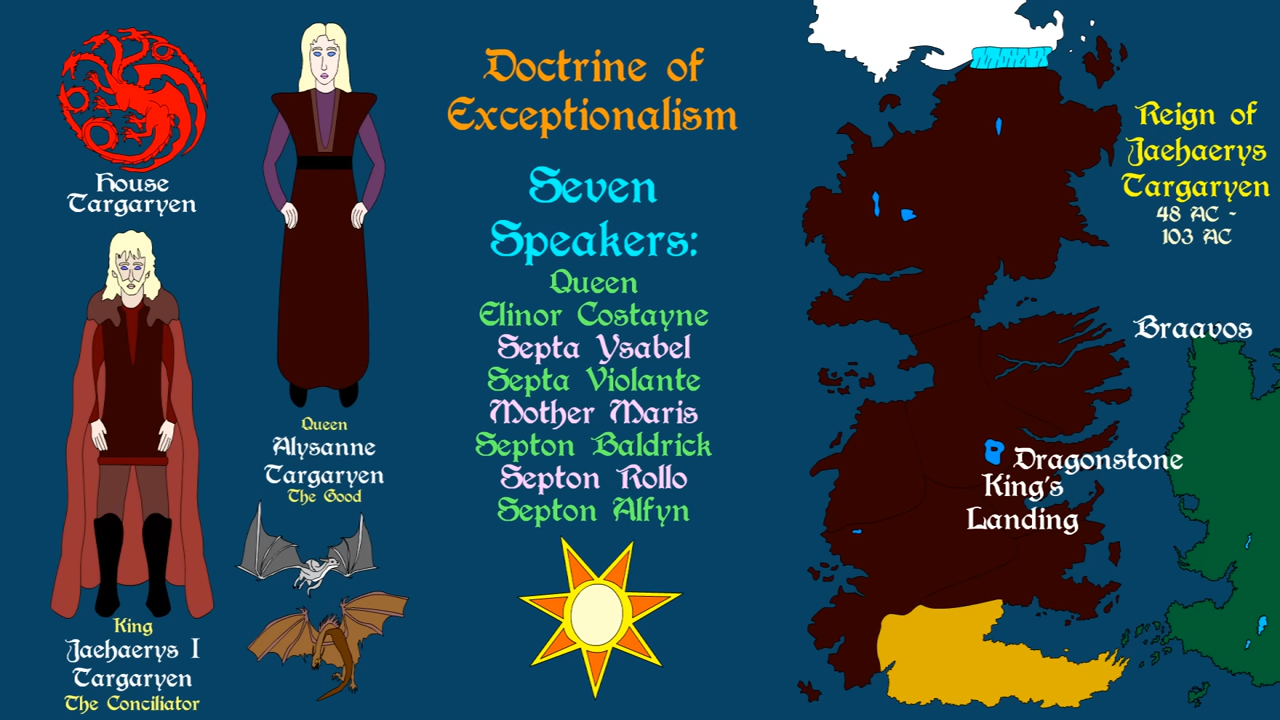 House
Targaryen
King
Jaehaerys I
Targaryen
The Conciliator
Queen
Alysanne
Targaryen
The Good
Doctrine of
Exceptionalism
Seven
Speakers:
Queen
Elinor Costayne
Septa Ysabel
Septa Violante
Mother Maris
Septon Baldrick
Septon Rollo
Septon Alfyn
Reign of
Jaehaerys
Targaryen
48 AC -
103 AC
Braavos
Dragonstone
King's
Landing